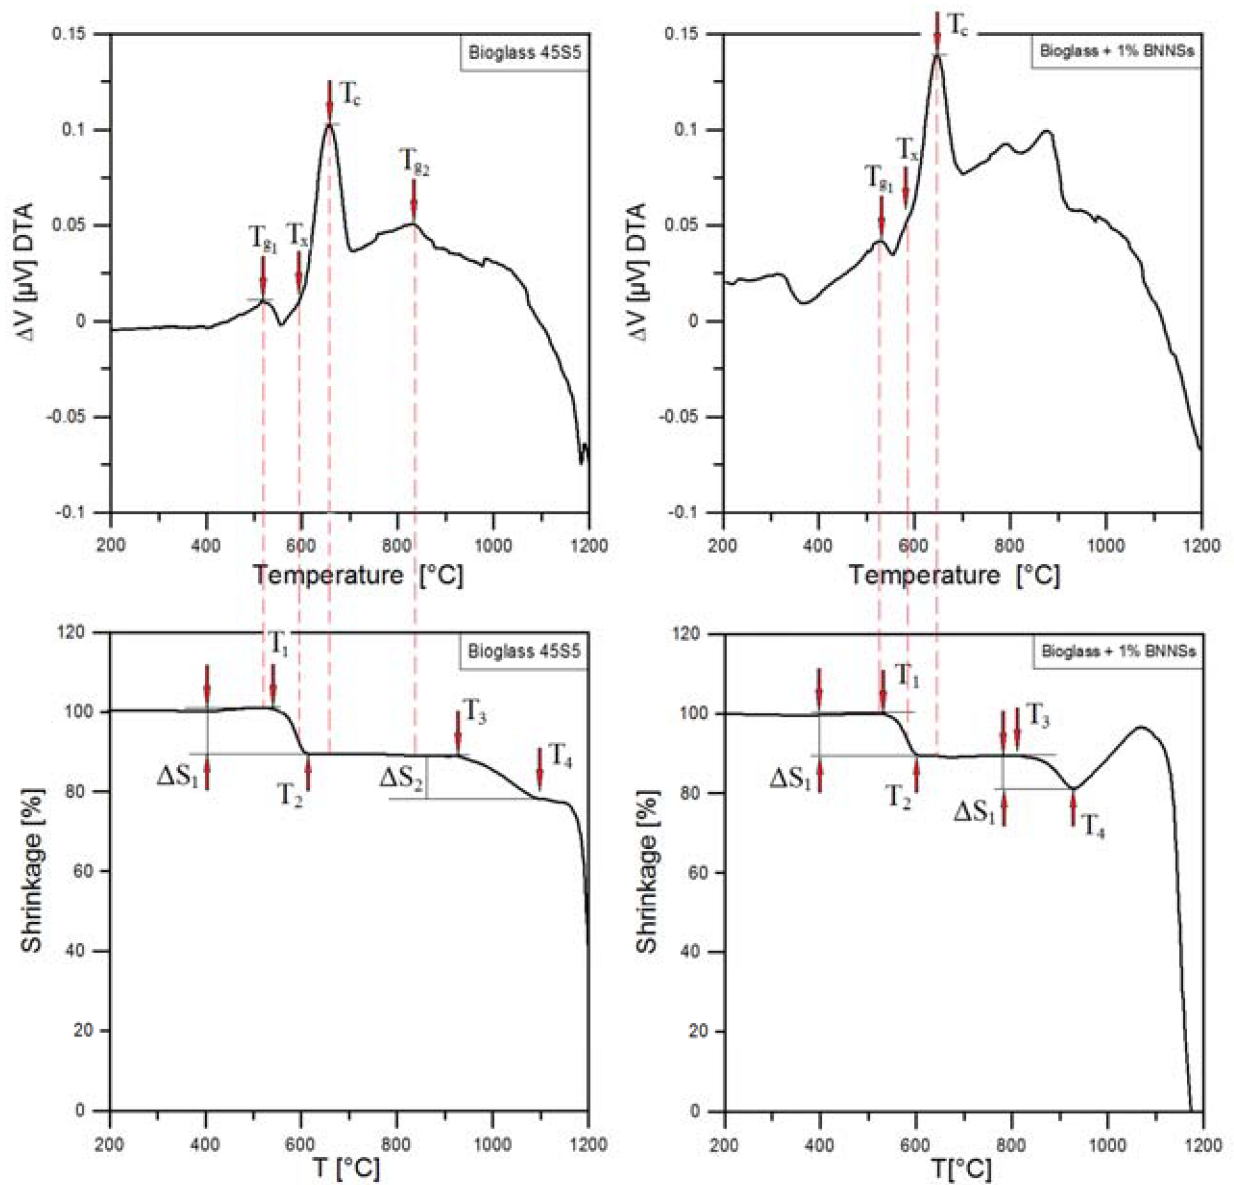 0.15
0.1
0.05
0
-0.05
-0.1
ΔV [µV] DTA
Bioglass 45S5
Tc
Tg2
Tg1
Tx
200 400 600 800 1000 1200
Temperature [°C]
0.15
0.1
0.05
0
-0.05
-0.1
ΔV [µV] DTA
Bioglass + 1% BNNSs
Tc
Tx
Tg1
200 400 600 800 1000 1200
Temperature [°C]
120
100
80
60
40
20
0
Shrinkage [%]
Bioglass 45S5
T1
T3
T4
ΔS1
T2
ΔS2
200 400 600 800 1000 1200
T [°C]
120
100
80
60
40
20
0
Shrinkage [%]
Bioglass + 1% BNNSs
T1
T3
ΔS1
T2
ΔS1
T4
200 400 600 800 1000 1200
T[°C]